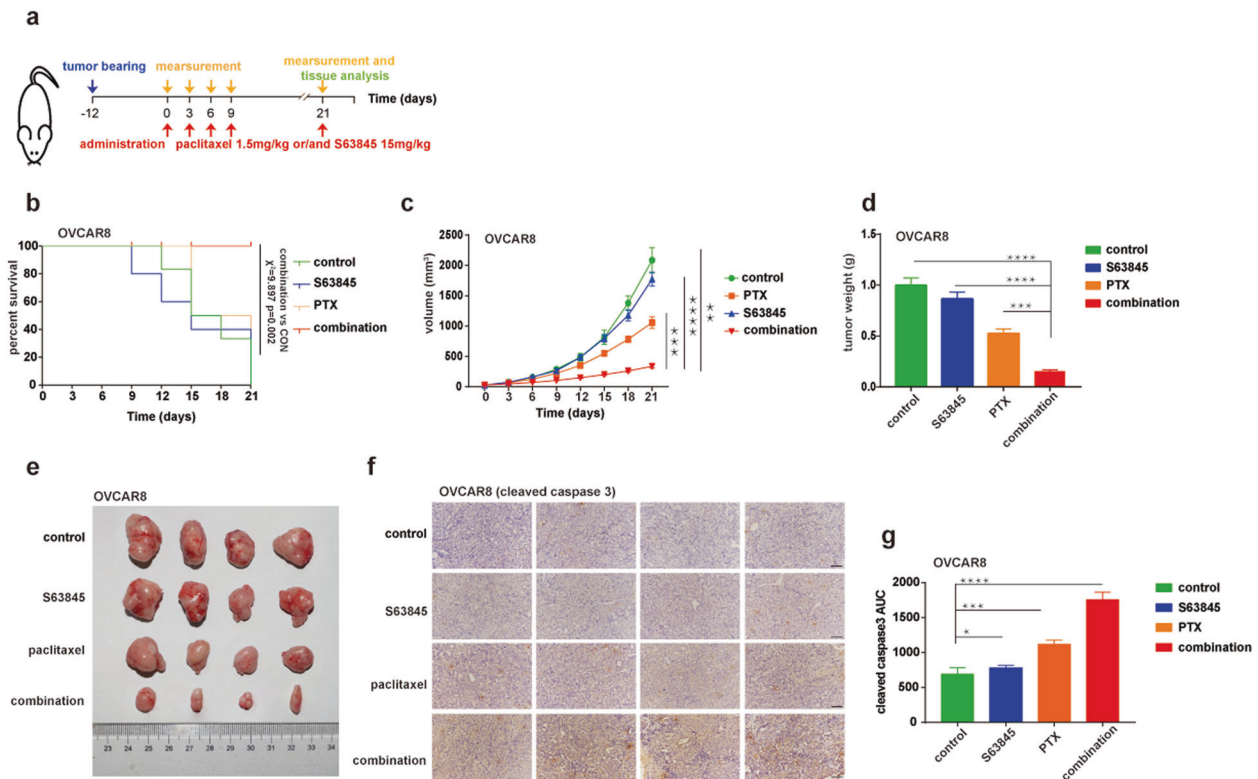 a
tumor bearing
mearsurement
mearsurement and
tissue analysis
Time (days)
-12
0
3
6
9
21
administration
paclitaxel 1.5mg/kg or/and S63845 15mg/kg
b
OVCAR8
percent survival
100
80
60
40
20
0
0
3
6
9
12
15
18
21
Time (days)
control
S63845
PTX
combination
combination vs CON
χ²=9.897 p=0.002
c
OVCAR8
volume (mm³)
2500
2000
1500
1000
500
0
0
3
6
9
12
15
18
21
Time (days)
control
PTX
S63845
combination
***
****
**
d
OVCAR8
tumor weight (g)
1.5
1.0
0.5
0.0
****
****
***
control
S63845
PTX
combination
control
S63845
PTX
combination
e
OVCAR8
control
S63845
paclitaxel
combination
23 24 25 26 27 28 29 30 31 32 33 34
f
OVCAR8 (cleaved caspase 3)
control
S63845
paclitaxel
combination
g
OVCAR8
cleaved caspase3 AUC
2000
1500
1000
500
0
****
***
*
control
S63845
PTX
combination
control
S63845
PTX
combination